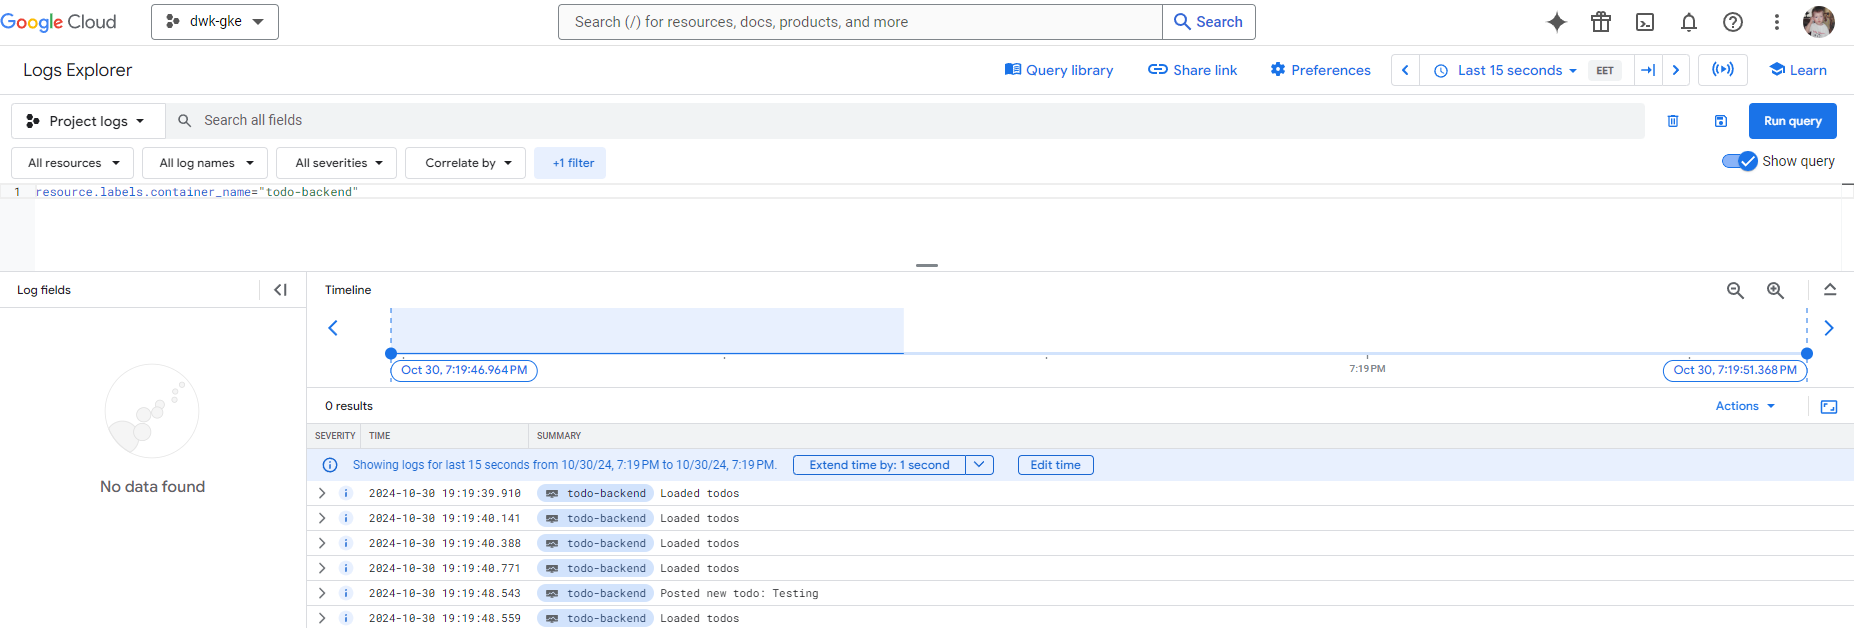 Google Cloud
dwk-gke
Search (/) for resources, docs, products, and more
Search
Logs Explorer
Query library
Share link
Preferences
Last 15 seconds
EET
Learn
Project logs
Search all fields
Run query
All resources
All log names
All severities
Correlate by
+1 filter
Show query
1
resource.labels.container_name="todo-backend"
Log fields
Timeline
Oct 30, 7:19:46.964 PM
7:19 PM
Oct 30, 7:19:51.368 PM
No data found
0 results
Actions
SEVERITY
TIME
SUMMARY
Showing logs for last 15 seconds from 10/30/24, 7:19 PM to 10/30/24, 7:19 PM.
Extend time by: 1 second
Edit time
2024-10-30 19:19:39.910 todo-backend Loaded todos
2024-10-30 19:19:40.141 todo-backend Loaded todos
2024-10-30 19:19:40.388 todo-backend Loaded todos
2024-10-30 19:19:40.771 todo-backend Loaded todos
2024-10-30 19:19:48.543 todo-backend Posted new todo: Testing
2024-10-30 19:19:48.559 todo-backend Loaded todos